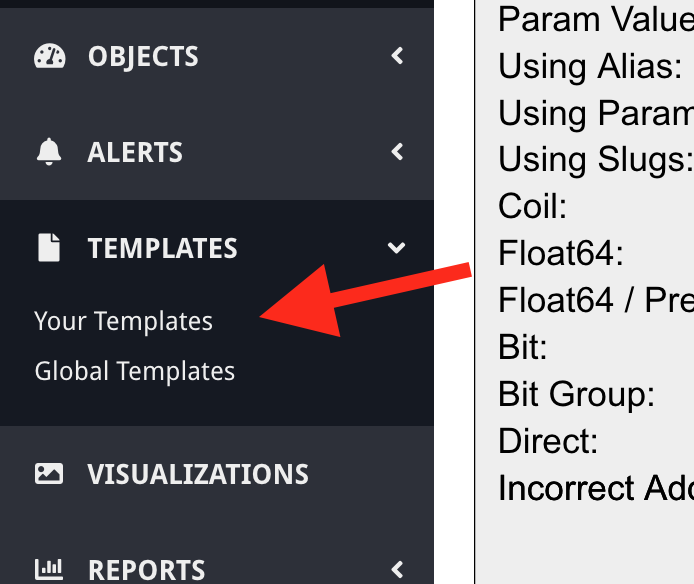 OBJECTS
ALERTS
TEMPLATES
Your Templates
Global Templates
VISUALIZATIONS
REPORTS
Param Value
Using Alias:
Using Param
Using Slugs:
Coil:
Float64:
Float64 / Pre
Bit:
Bit Group:
Direct:
Incorrect Add